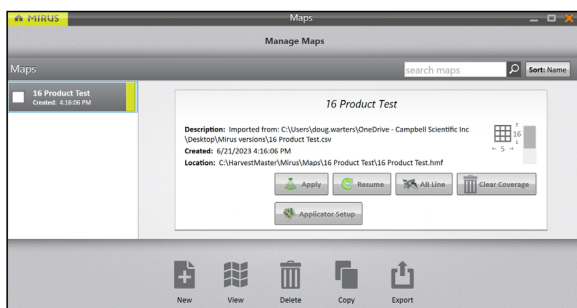 MIRUS
Maps
Manage Maps
Maps
search maps
Sort: Name
16 Product Test
Created: 4:16:06 PM
16 Product Test
Description: Imported from: C:\Users\doug.warters\OneDrive - Campbell Scientific Inc
\Desktop\Mirus versions\16 Product Test.csv
Created: 6/21/2023 4:16:06 PM
Location: C:\HarvestMaster\Mirus\Maps\16 Product Test\16 Product Test.hmf
16
5
Apply
Resume
AB Line
Clear Coverage
Applicator Setup
New
View
Delete
Copy
Export